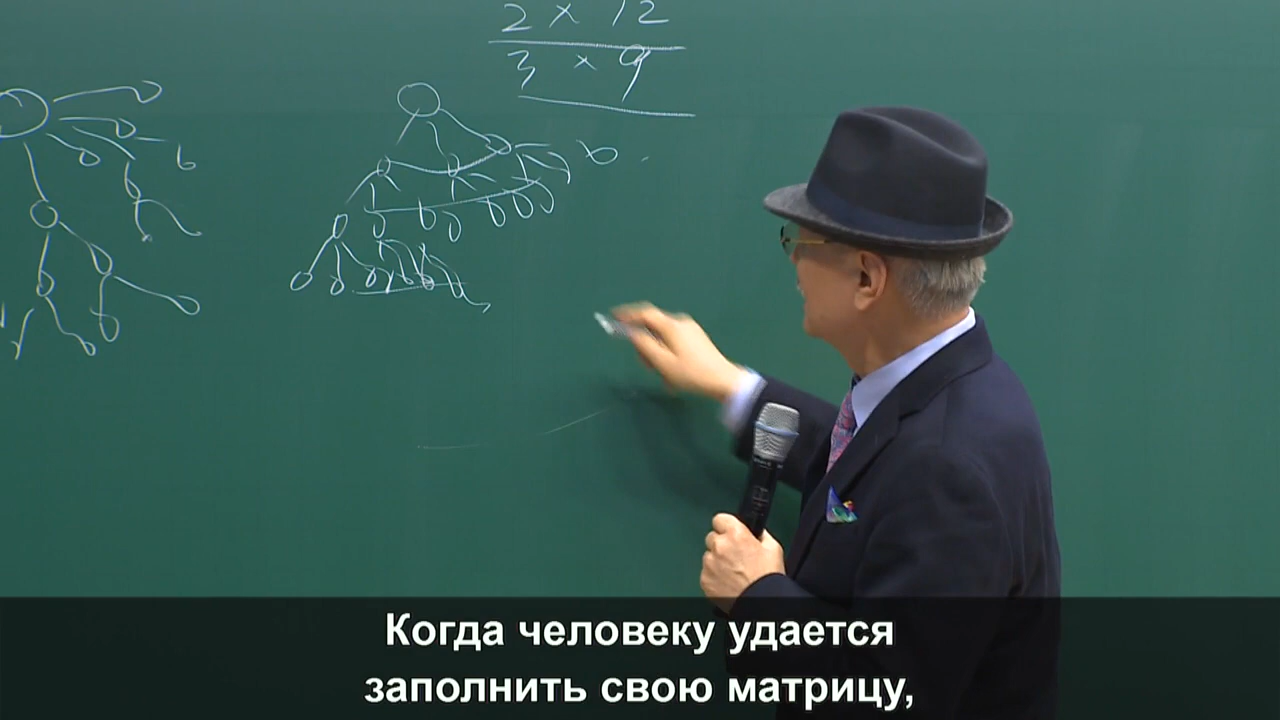 2 x 12
3 x 9
Когда человеку удается
заполнить свою матрицу,